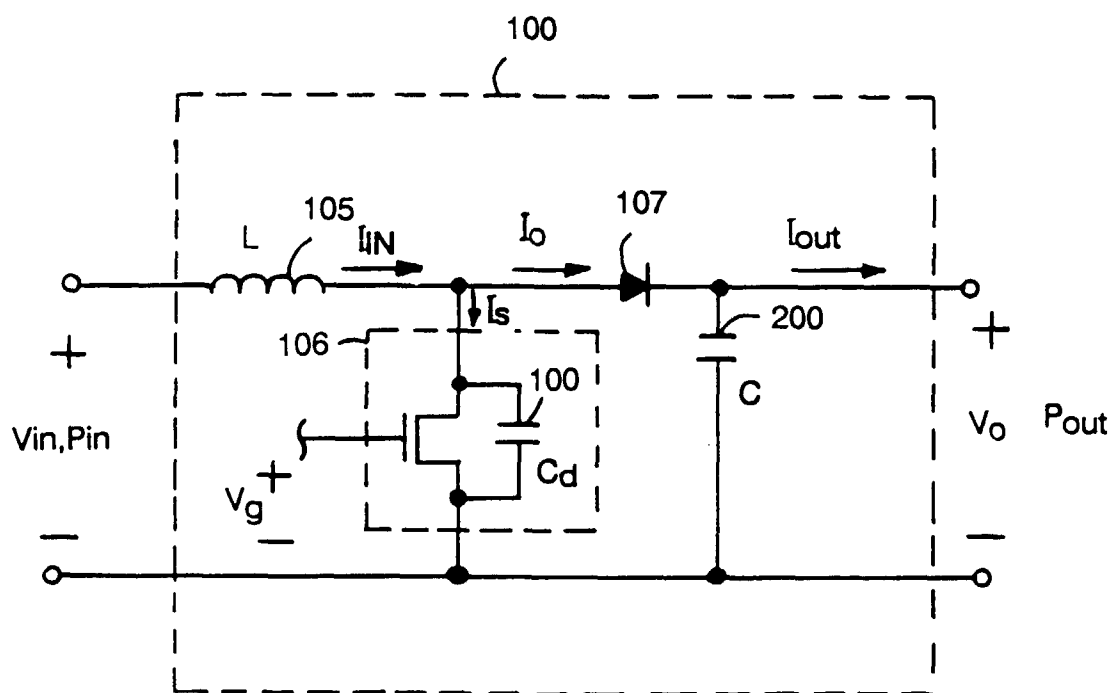 100
L
105
IIN
Io
107
Iout
Is
106
100
200
+
+
C
Vin,Pin
Cd
Vo
Pout
+
Vg
−
−
−